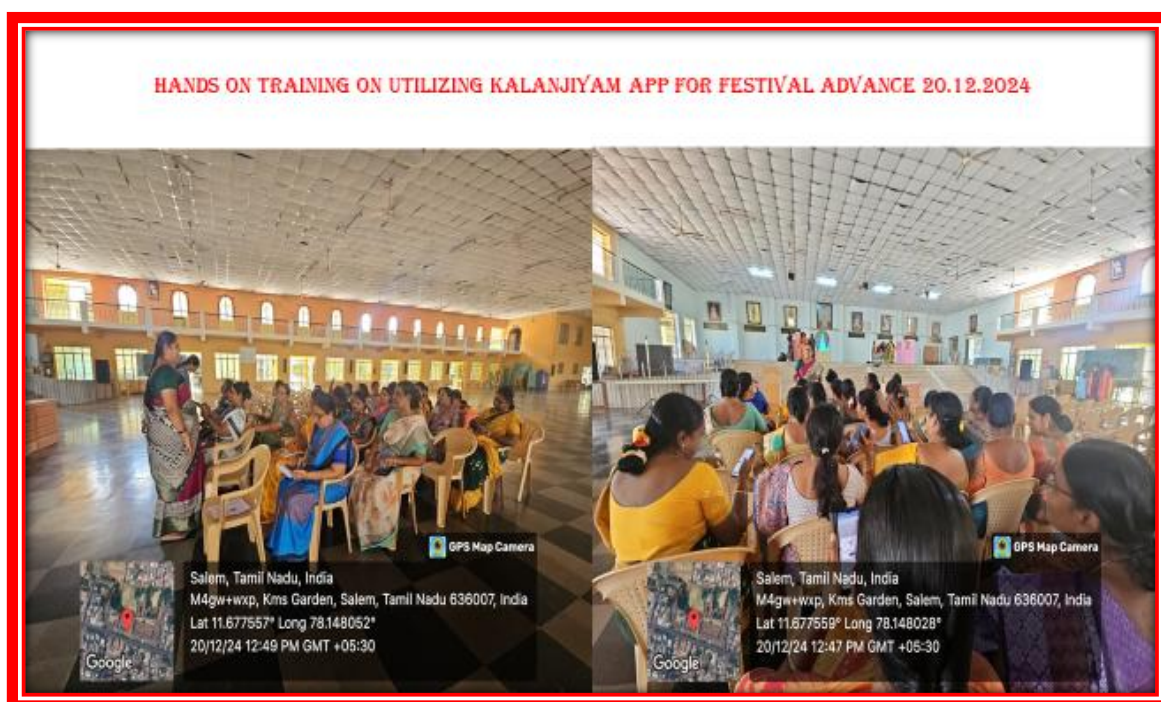 HANDS ON TRAINING ON UTILIZING KALANJIYAM APP FOR FESTIVAL ADVANCE 20.12.2024
GPS Map Camera
Salem, Tamil Nadu, India
M4gw+wxp, Kms Garden, Salem, Tamil Nadu 636007, India
Lat 11.677557° Long 78.148052°
20/12/24 12:49 PM GMT +05:30
Google
GPS Map Camera
Salem, Tamil Nadu, India
M4gw+wxp, Kms Garden, Salem, Tamil Nadu 636007, India
Lat 11.677559° Long 78.148028°
20/12/24 12:47 PM GMT +05:30
Google